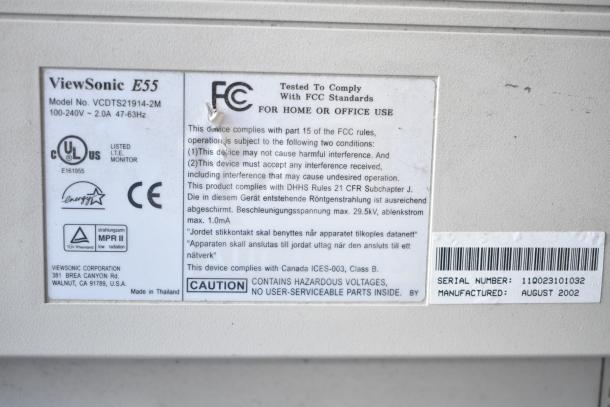 ViewSonic E55
Model No. VCDTS21914-2M
100-240V ~ 2.0A 47-63Hz
c UL US
LISTED
I.T.E.
MONITOR
E161955
energy
CE
TÜV Rheinland
strahlungsarm
MPR II
low radiation
VIEWSONIC CORPORATION
381 BREA CANYON Rd.
WALNUT, CA 91789, U.S.A.
Made in Thailand
FC
Tested To Comply
With FCC Standards
FOR HOME OR OFFICE USE
This device complies with part 15 of the FCC rules,
operation is subject to the following two conditions:
(1)This device may not cause harmful interference. And
(2)This device must accept any interference received,
including interference that may cause undesired operation.
This product complies with DHHS Rules 21 CFR Subchapter J.
Die in diesem Gerät entstehende Röntgenstrahlung ist ausreichend
abgeschirmt. Beschleunigungsspannung max. 29.5kV, ablenkstrom
max. 1.0mA
"Jordet stikkontakt skal benyttes når apparatet tilkoples datanett"
"Apparaten skall anslutas till jordat uttag när den ansluts till ett
nätverk"
This device complies with Canada ICES-003, Class B.
CAUTION CONTAINS HAZARDOUS VOLTAGES,
NO USER-SERVICEABLE PARTS INSIDE. BY
SERIAL NUMBER: 11Q023101032
MANUFACTURED: AUGUST 2002